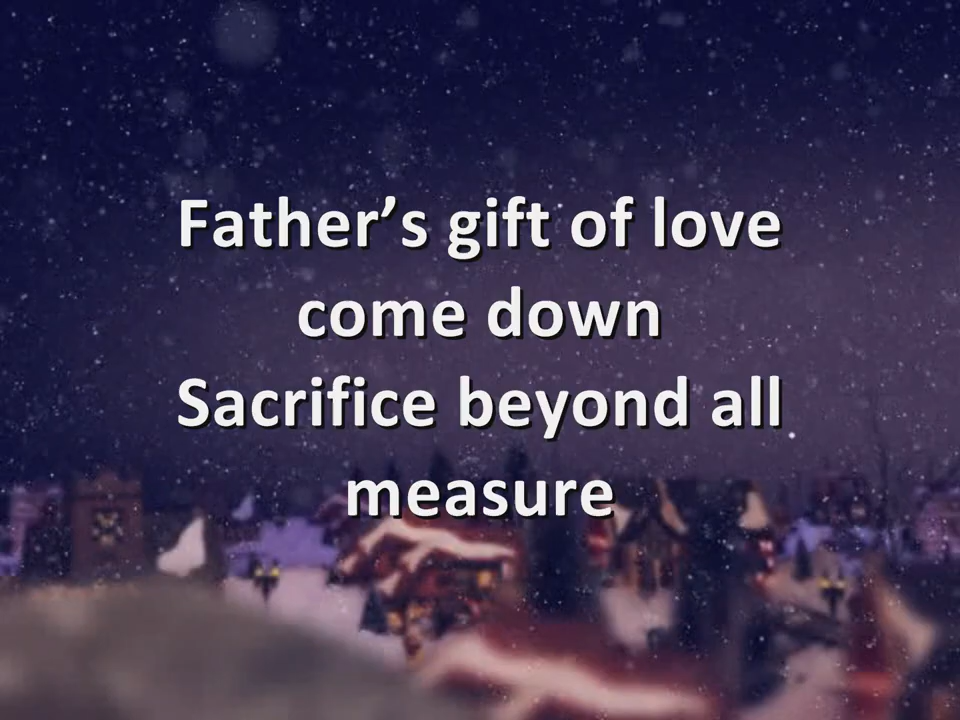 Father’s gift of love
come down
Sacrifice beyond all
measure